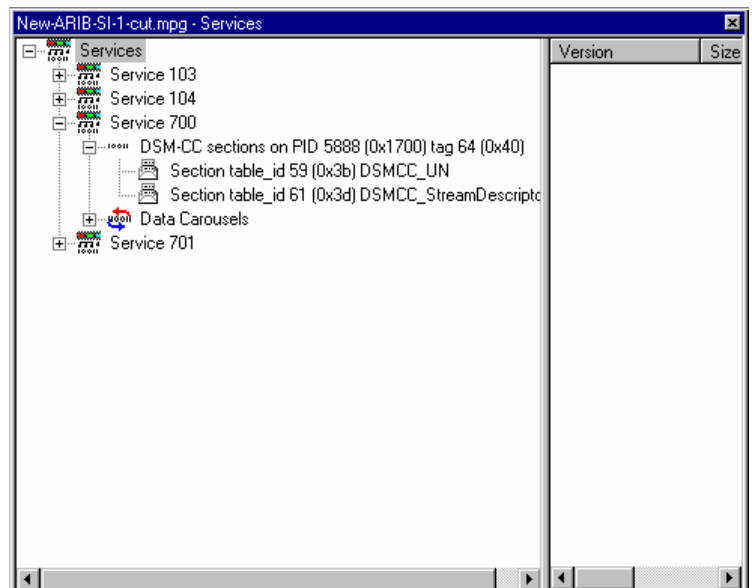 New-ARIB-SI-1-cut.mpg - Services
Services
Service 103
Service 104
Service 700
DSM-CC sections on PID 5888 (0x1700) tag 64 (0x40)
Section table_id 59 (0x3b) DSMCC_UN
Section table_id 61 (0x3d) DSMCC_StreamDescripto
Data Carousels
Service 701
Version
Size